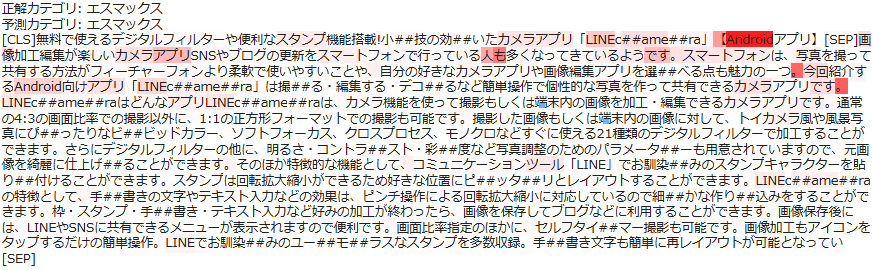 正解カテゴリ: エスマックス
予測カテゴリ: エスマックス
[CLS]無料で使えるデジタルフィルターや便利なスタンプ機能搭載!小##技の効##いたカメラアプリ「LINEc##ame##ra」【Androidアプリ】[SEP]画
像加工編集が楽しいカメラアプリSNSやブログの更新をスマートフォンで行っている人も多くなってきているようです。スマートフォンは、写真を撮って
共有する方法がフィーチャーフォンより柔軟で使いやすいことや、自分の好きなカメラアプリや画像編集アプリを選##べる点も魅力の一つ。今回紹介す
るAndroid向けアプリ「LINEc##ame##ra」は撮##る・編集する・デコ##るなど簡単操作で個性的な写真を作って共有できるカメラアプリです。
LINEc##ame##raはどんなアプリLINEc##ame##raは、カメラ機能を使って撮影もしくは端末内の画像を加工・編集できるカメラアプリです。通常
の4:3の画面比率での撮影以外に、1:1の正方形フォーマットでの撮影も可能です。撮影した画像もしくは端末内の画像に対して、トイカメラ風や風景写
真にぴ##ったりなビ##ビッドカラー、ソフトフォーカス、クロスプロセス、モノクロなどすぐに使える21種類のデジタルフィルターで加工することが
できます。さらにデジタルフィルターの他に、明るさ・コントラ##スト・彩##度など写真調整のためのパラメータ##ーも用意されていますので、元画
像を綺麗に仕上げ##ることができます。そのほか特徴的な機能として、コミュニケーションツール「LINE」でお馴染##みのスタンプキャラクターを貼
り##付けることができます。スタンプは回転拡大縮小ができるため好きな位置にピ##ッタ##リとレイアウトすることができます。LINEc##ame##ra
の特徴として、手##書きの文字やテキスト入力などの効果は、ピンチ操作による回転拡大縮小に対応しているので細##かな作り##込みをすることがで
きます。枠・スタンプ・手##書き・テキスト入力など好みの加工が終わったら、画像を保存してブログなどに利用することができます。画像保存後に
は、LINEやSNSに共有できるメニューが表示されますので便利です。画面比率指定のほかに、セルフタイ##マー撮影も可能です。画像加工もアイコンを
タップするだけの簡単操作。LINEでお馴染##みのユー##モ##ラスなスタンプを多数収録。手##書き文字も簡単に再レイアウトが可能となってい
[SEP]